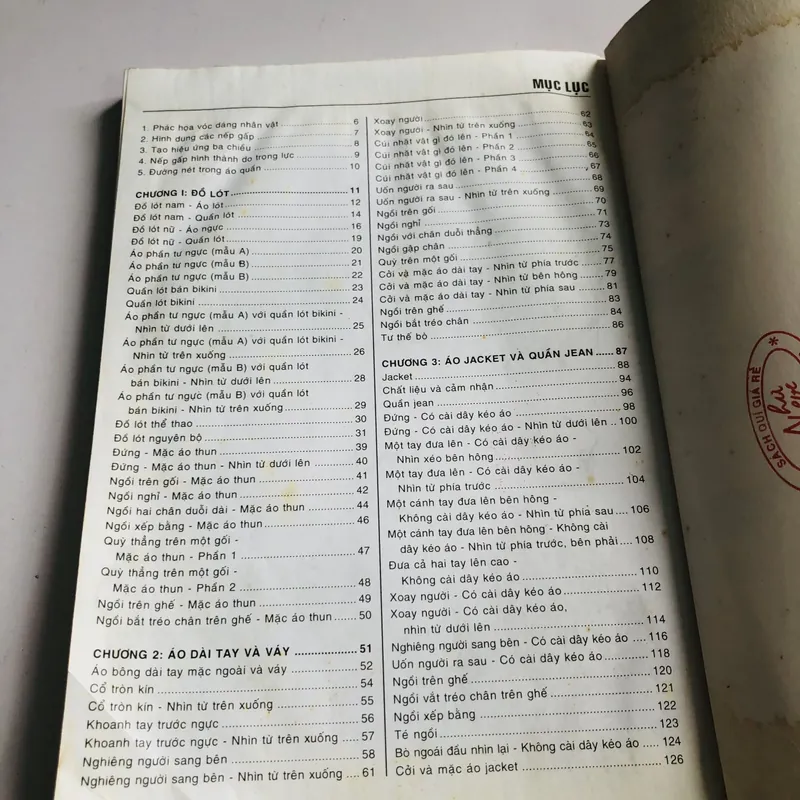 MỤC LỤC
1. Phác họa vóc dáng nhân vật 6
2. Hình dung các nếp gấp 7
3. Tạo hiệu ứng ba chiều 8
4. Nếp gấp hình thành do trọng lực 9
5. Đường nét trong áo quần 10
CHƯƠNG I: ĐỒ LÓT 11
Đồ lót nam - Áo lót 12
Đồ lót nam - Quần lót 14
Đồ lót nữ - Áo ngực 16
Đồ lót nữ - Quần lót 19
Áo phần tư ngực (mẫu A) 20
Áo phần tư ngực (mẫu B) 21
Áo phần tư ngực (mẫu B) 22
Quần lót bán bikini 23
Quần lót bikini 24
Áo phần tư ngực (mẫu A) với quần lót bikini -
Nhìn từ dưới lên 25
Áo phần tư ngực (mẫu A) với quần lót bikini -
Nhìn từ trên xuống 26
Áo phần tư ngực (mẫu B) với quần lót
bán bikini - Nhìn từ dưới lên 28
Áo phần tư ngực (mẫu B) với quần lót
bán bikini - Nhìn từ trên xuống 29
Đồ lót thể thao 30
Đồ lót nguyên bộ 31
Đứng - Mặc áo thun 39
Đứng - Mặc áo thun - Nhìn từ dưới lên 40
Ngồi trên gối - Mặc áo thun 41
Ngồi nghỉ - Mặc áo thun 42
Ngồi hai chân duỗi dài - Mặc áo thun 44
Ngồi xếp bằng - Mặc áo thun 46
Quỳ thẳng trên một gối -
Mặc áo thun - Phần 1 47
Quỳ thẳng trên một gối -
Mặc áo thun - Phần 2 48
Ngồi trên ghế - Mặc áo thun 49
Ngồi bắt tréo chân trên ghế - Mặc áo thun 50
CHƯƠNG 2: ÁO DÀI TAY VÀ VÁY 51
Áo bông dài tay mặc ngoài và váy 52
Cổ tròn kín 54
Cổ tròn kín - Nhìn từ trên xuống 55
Khoanh tay trước ngực 56
Khoanh tay trước ngực - Nhìn từ trên xuống 57
Nghiêng người sang bên 58
Nghiêng người sang bên - Nhìn từ trên xuống 61
Xoay người 62
Xoay người - Nhìn từ trên xuống 63
Cúi nhặt vật gì đó lên - Phần 1 64
Cúi nhặt vật gì đó lên - Phần 2 65
Cúi nhặt vật gì đó lên - Phần 3 66
Cúi nhặt vật gì đó lên - Phần 4 67
Uốn người ra sau 68
Uốn người ra sau - Nhìn từ trên xuống 69
Ngồi trên gối 70
Ngồi nghỉ 71
Ngồi với chân duỗi thẳng 73
Ngồi gập chân 74
Quỳ trên một gối 75
Cởi và mặc áo dài tay - Nhìn từ phía trước 77
Cởi và mặc áo dài tay - Nhìn từ bên hông 79
Cởi và mặc áo dài tay - Nhìn từ phía sau 81
Ngồi trên ghế 83
Ngồi bắt tréo chân 84
Tư thế bò 86
CHƯƠNG 3: ÁO JACKET VÀ QUẦN JEAN 87
Jacket 88
Chất liệu và cảm nhận 94
Quần jean 96
Đứng - Có cài dây kéo áo 98
Đứng - Có cài dây kéo áo - Nhìn từ dưới lên 100
Một tay đưa lên - Có cài dây kéo áo -
Nhìn xéo bên hông 102
Một tay đưa lên - Có cài dây kéo áo -
Nhìn từ phía trước 104
Một cánh tay đưa lên bên hông -
Không cài dây kéo áo - Nhìn từ phía sau 106
Một cánh tay đưa lên bên hông - Không cài
dây kéo áo - Nhìn từ phía trước, bên phải 108
Đưa cả hai tay lên cao -
Không cài dây kéo áo 110
Xoay người - Có cài dây kéo áo 112
Xoay người - Có cài dây kéo áo,
nhìn từ dưới lên 114
Nghiêng người sang bên - Có cài dây kéo áo 116
Uốn người ra sau - Có cài dây kéo áo 118
Ngồi trên ghế 120
Ngồi vắt tréo chân trên ghế 121
Ngồi xếp bằng 122
Té ngồi 123
Bò ngoái đầu nhìn lại - Không cài dây kéo áo 124
Cởi và mặc áo jacket 126
SÁCH QUÍ GIÁ RẺ